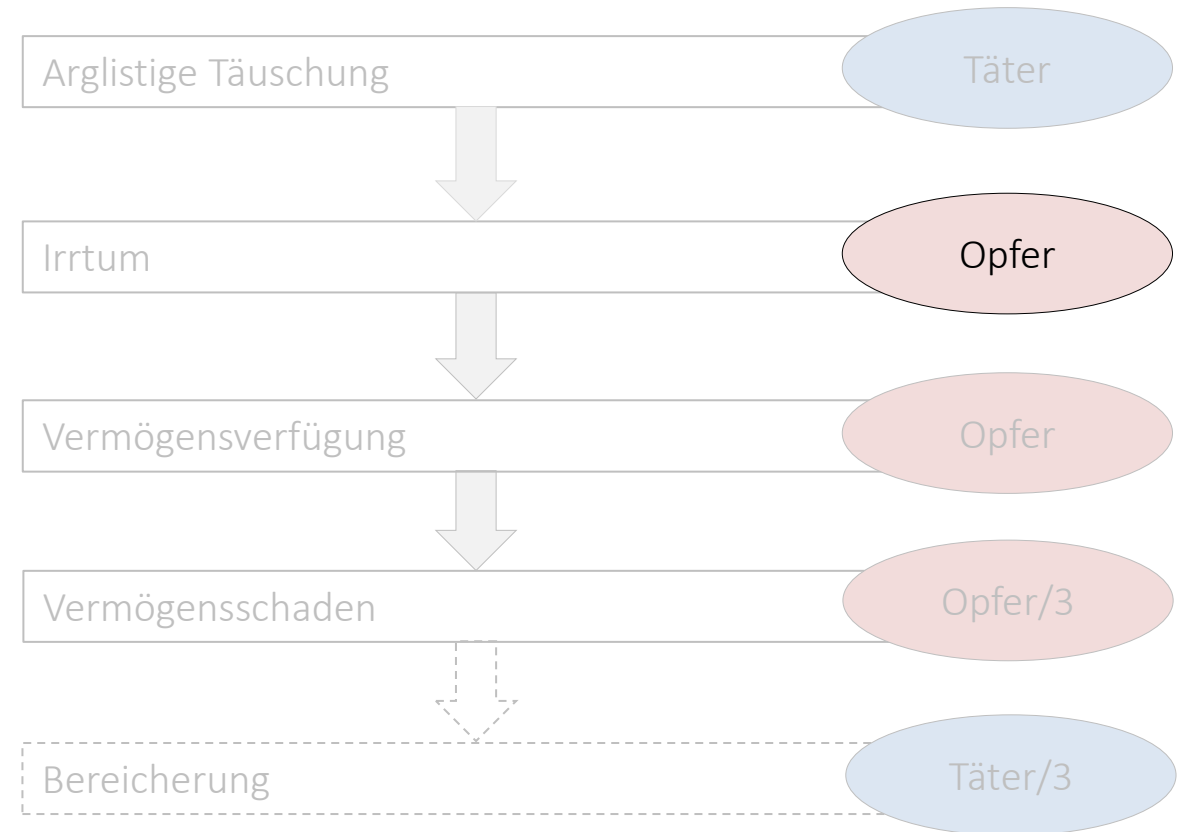 Arglistige Täuschung
Täter
Irrtum
Opfer
Vermögensverfügung
Opfer
Vermögensschaden
Opfer/3
Bereicherung
Täter/3